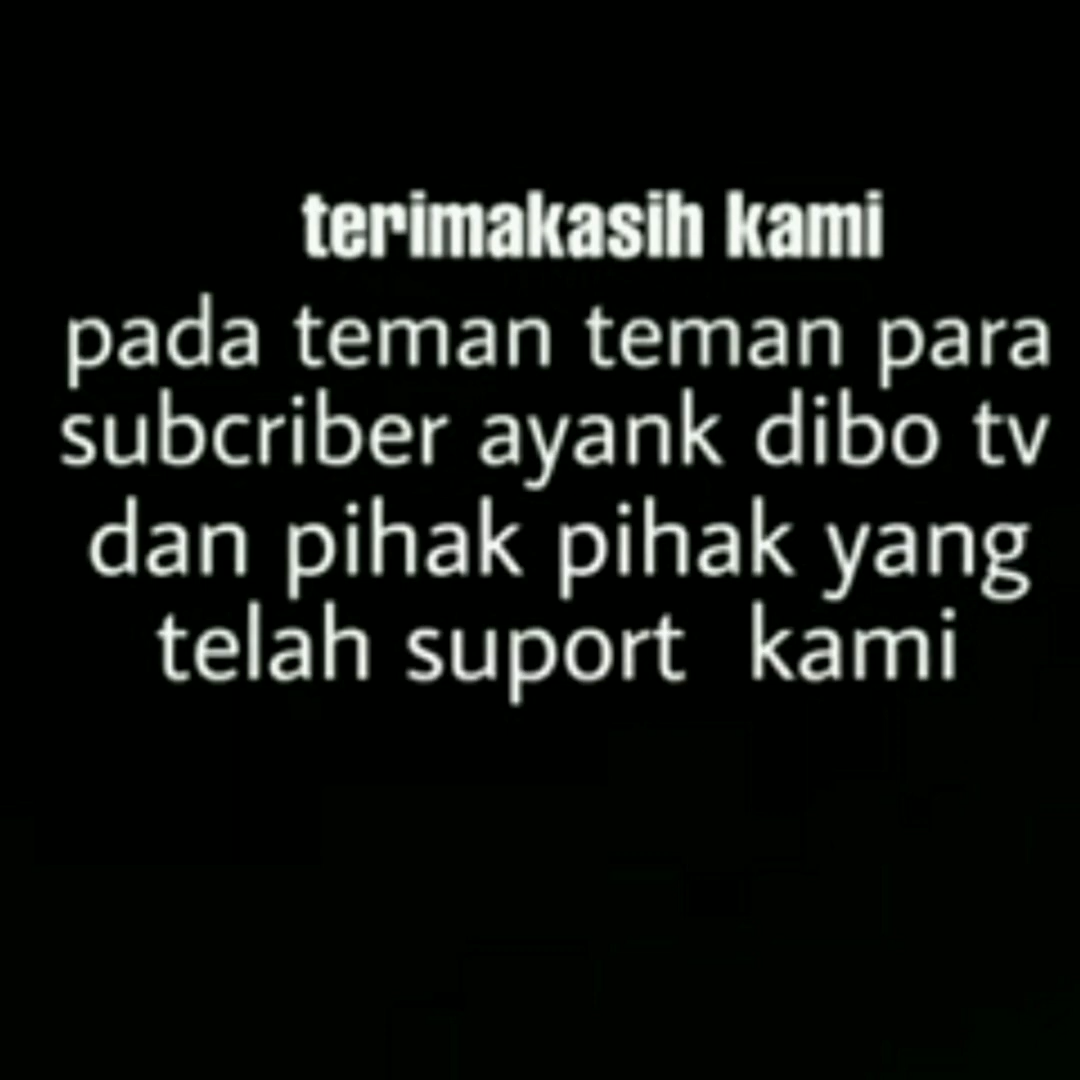 terimakasih kami
pada teman teman para
subcriber ayank dibo tv
dan pihak pihak yang
telah suport kami